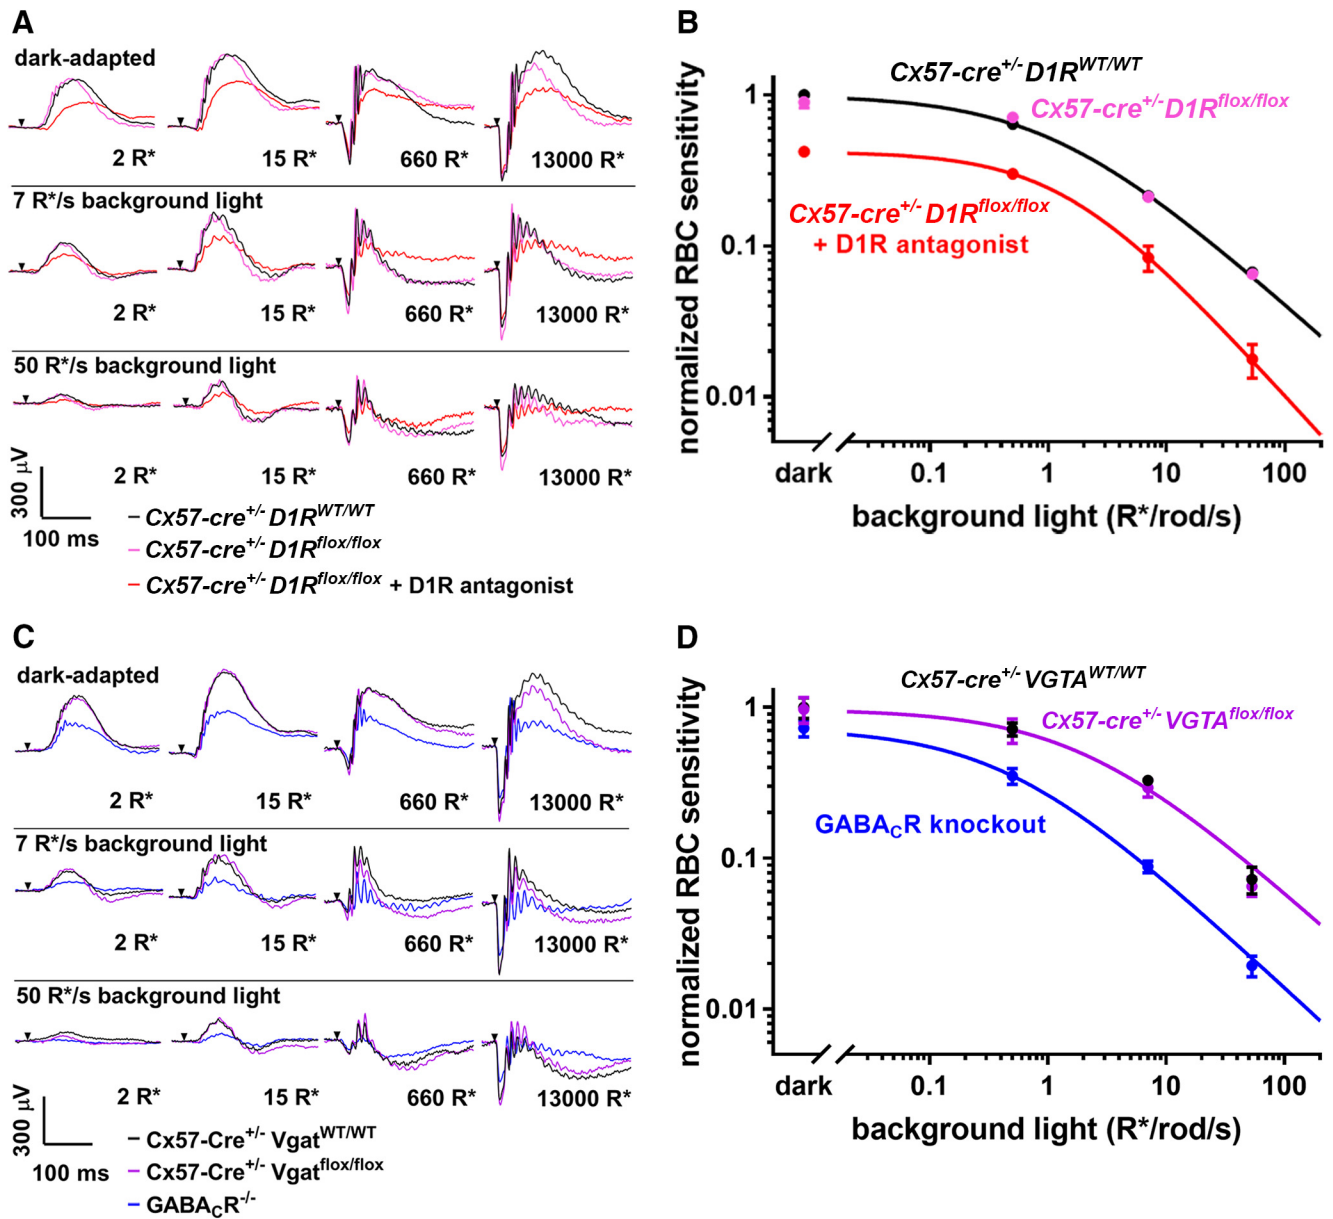 A
dark-adapted
2 R*
15 R*
660 R*
13000 R*
7 R*/s background light
2 R*
15 R*
660 R*
13000 R*
50 R*/s background light
2 R*
15 R*
660 R*
13000 R*
300 µV
100 ms
Cx57-cre+/- D1RWT/WT
Cx57-cre+/- D1Rflox/flox
Cx57-cre+/- D1Rflox/flox + D1R antagonist
B
normalized RBC sensitivity
1
0.1
0.01
Cx57-cre+/- D1RWT/WT
Cx57-cre+/- D1Rflox/flox
Cx57-cre+/- D1Rflox/flox
+ D1R antagonist
dark
0.1
1
10
100
background light (R*/rod/s)
C
dark-adapted
2 R*
15 R*
660 R*
13000 R*
7 R*/s background light
2 R*
15 R*
660 R*
13000 R*
50 R*/s background light
2 R*
15 R*
660 R*
13000 R*
300 µV
100 ms
Cx57-Cre+/- VgatWT/WT
Cx57-Cre+/- Vgatflox/flox
GABACR-/-
D
normalized RBC sensitivity
1
0.1
0.01
Cx57-cre+/- VGTAWT/WT
Cx57-cre+/- VGTAflox/flox
GABACR knockout
dark
0.1
1
10
100
background light (R*/rod/s)